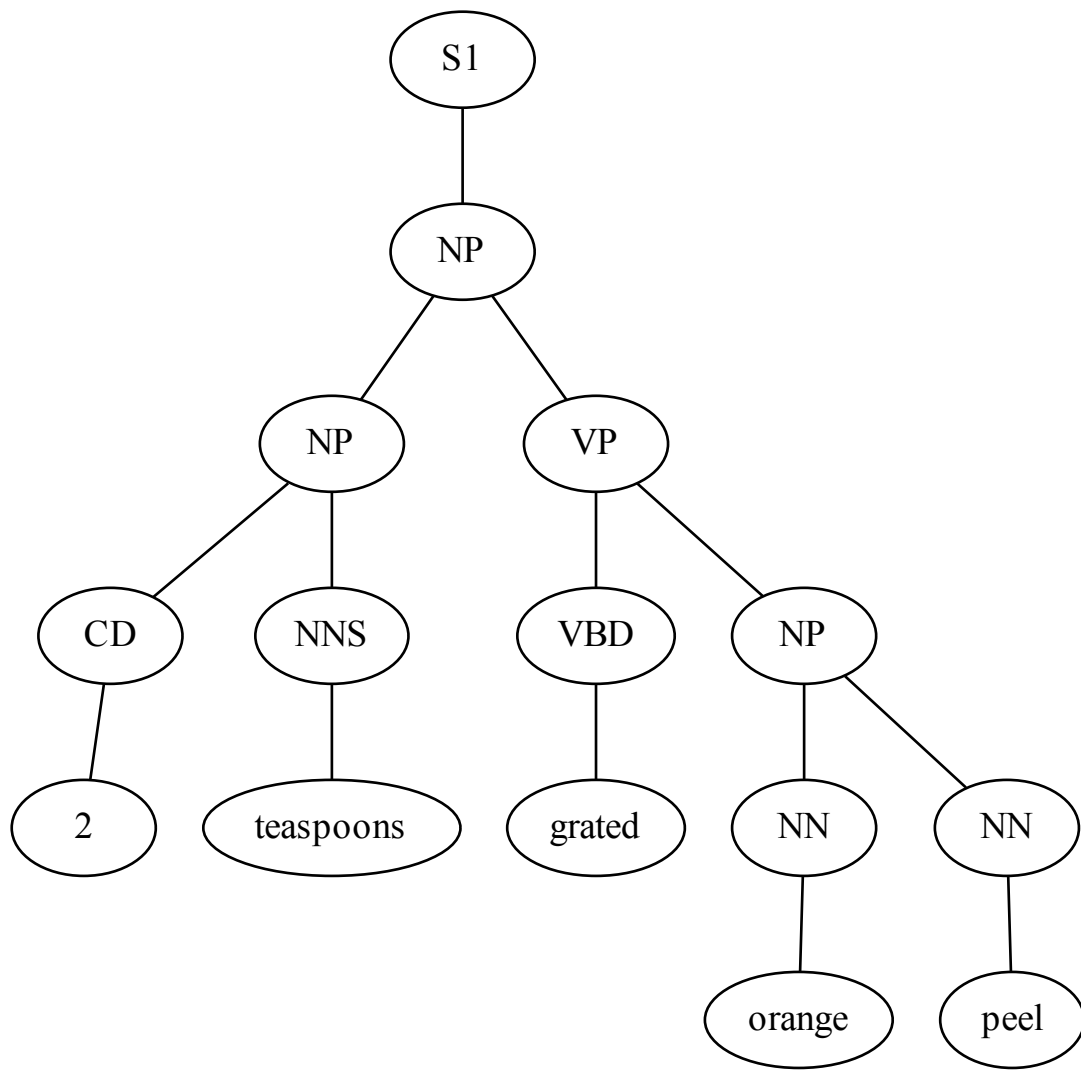 S1
NP
NP VP
CD NNS VBD NP
2 teaspoons grated NN NN
orange peel